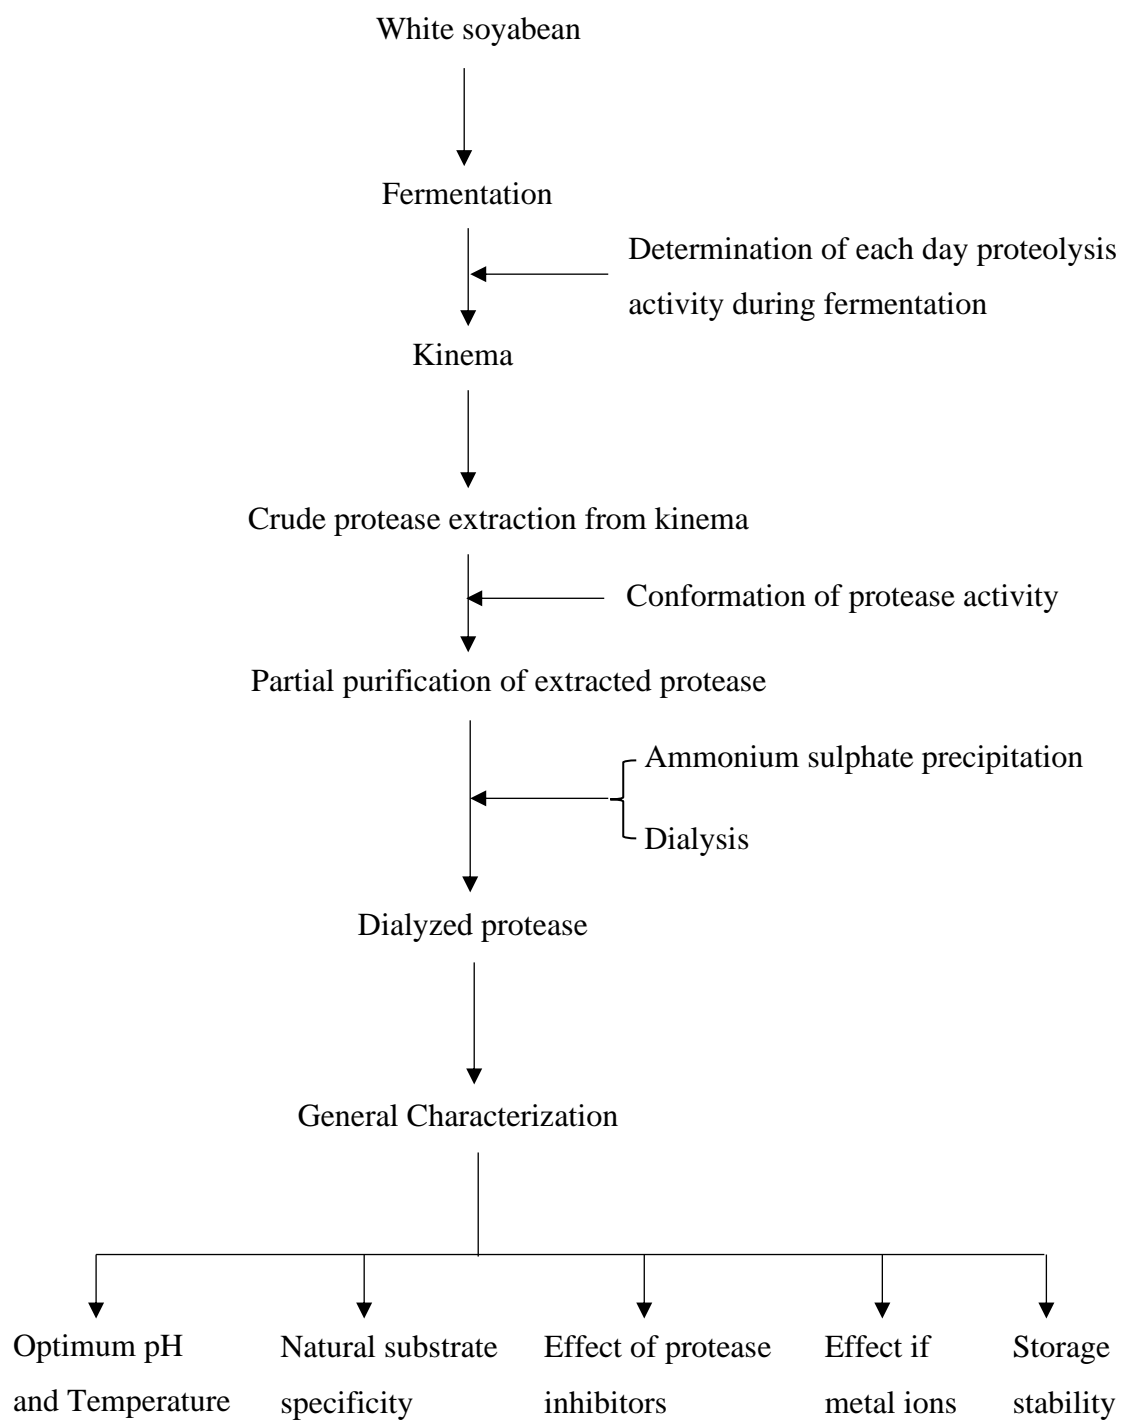 White soyabean
Fermentation
Determination of each day proteolysis
activity during fermentation
Kinema
Crude protease extraction from kinema
Conformation of protease activity
Partial purification of extracted protease
Ammonium sulphate precipitation
Dialysis
Dialyzed protease
General Characterization
Optimum pH
and Temperature
Natural substrate
specificity
Effect of protease
inhibitors
Effect if
metal ions
Storage
stability